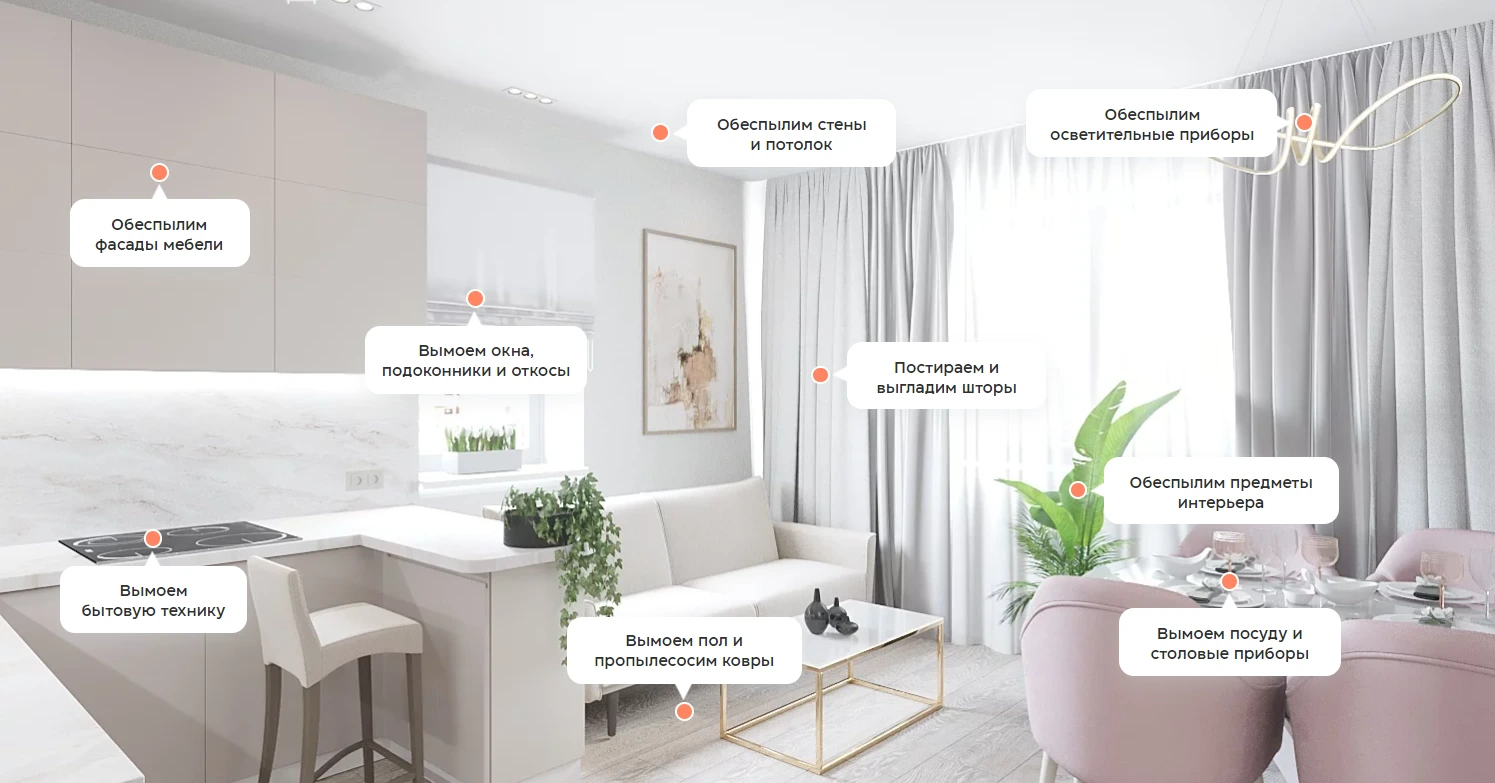 Обеспылим стены
и потолок
Обеспылим
осветительные приборы
Обеспылим
фасады мебели
Вымоем окна,
подоконники и откосы
Постираем и
выгладим шторы
Обеспылим предметы
интерьера
Вымоем
бытовую технику
Вымоем пол и
пропылесосим ковры
Вымоем посуду и
столовые приборы